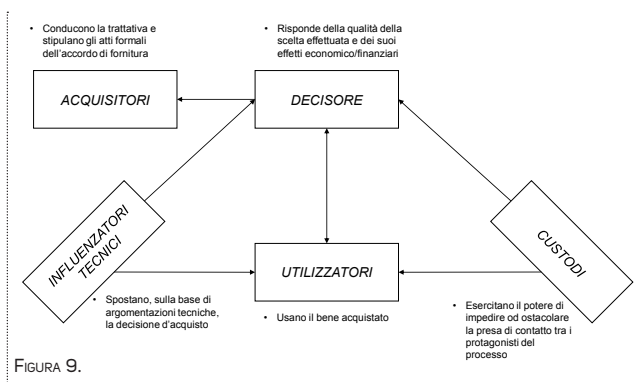 • Conducono la trattativa e
stipulano gli atti formali
dell'accordo di fornitura
• Risponde della qualità della
scelta effettuata e dei suoi
effetti economico/finanziari
ACQUISITORI
DECISORE
INFLUENZATORI
TECNICI
UTILIZZATORI
CUSTODI
• Spostano, sulla base di
argomentazioni tecniche,
la decisione d'acquisto
• Usano il bene acquistato
• Esercitano il potere di
impedire od ostacolare
la presa di contatto tra i
protagonisti del
processo
FIGURA 9.